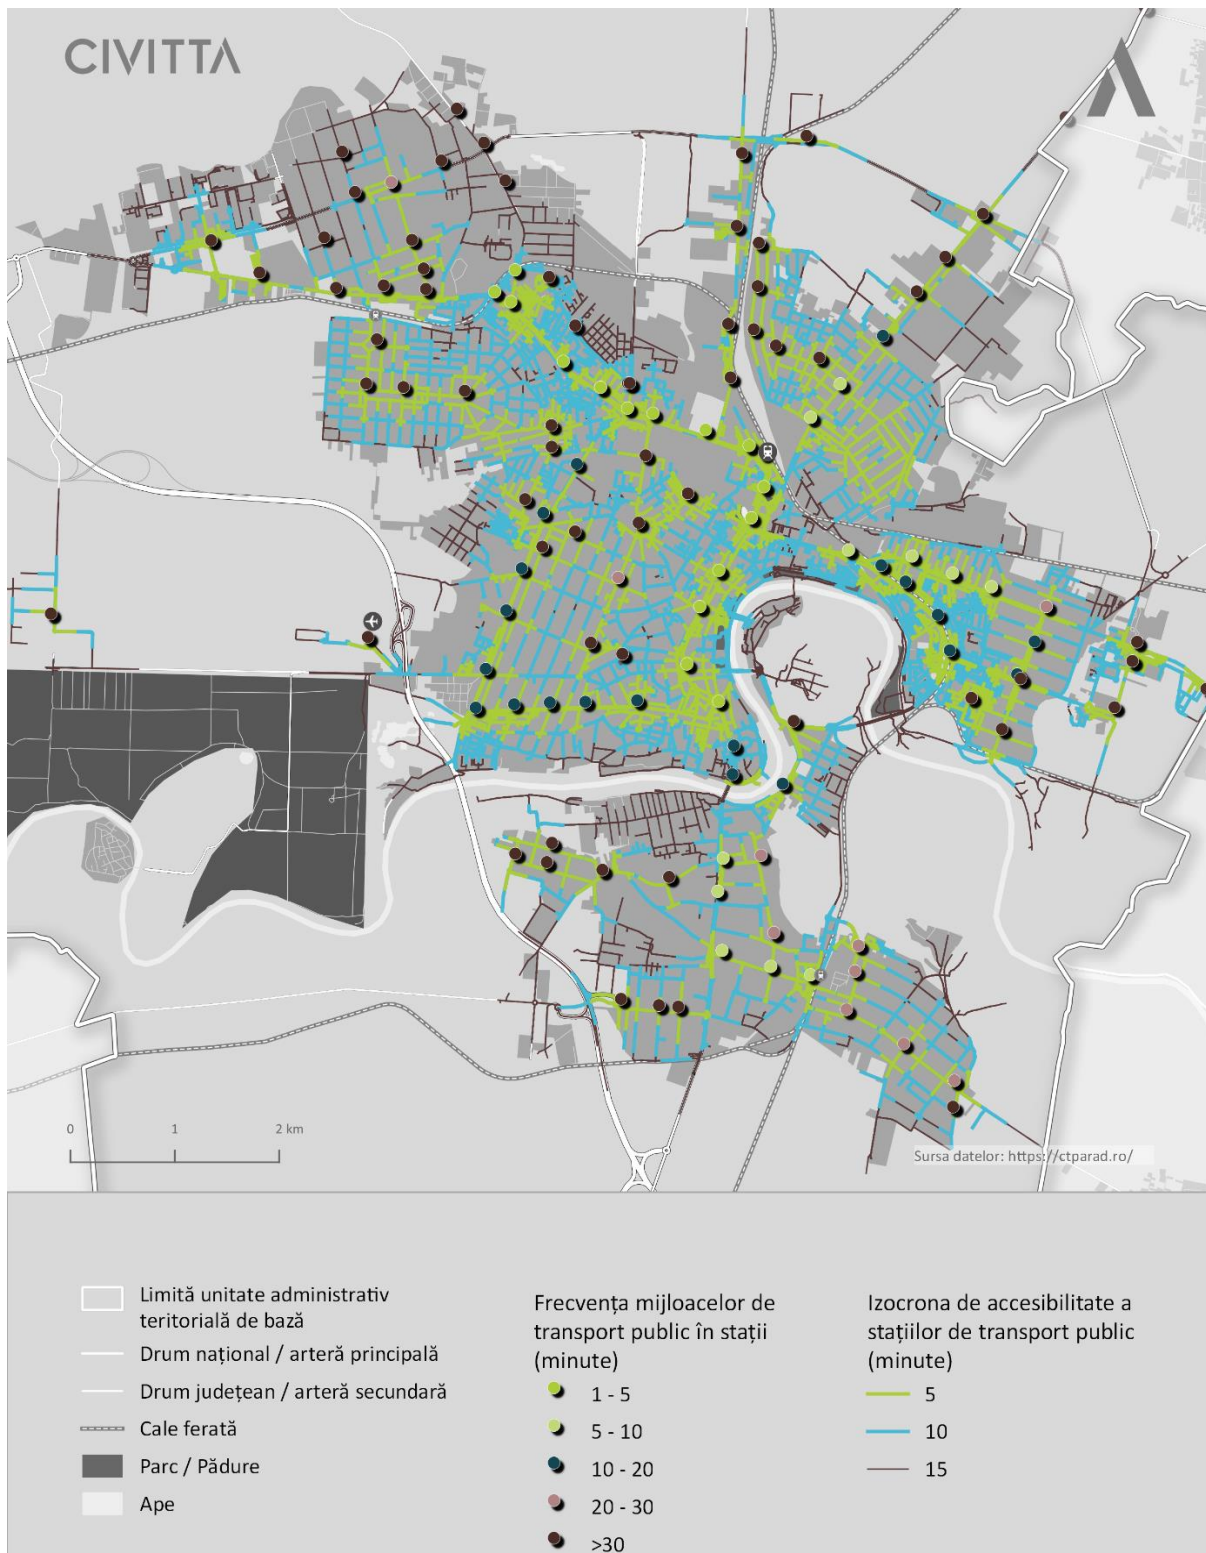 CIVITTA
0 1 2 km
Sursa datelor: https://ctparad.ro/
Limită unitate administrativ
teritorială de bază
Drum național / arteră principală
Drum județean / arteră secundară
Cale ferată
Parc / Pădure
Ape
Frecvența mijloacelor de
transport public în stații
(minute)
1 - 5
5 - 10
10 - 20
20 - 30
>30
Izocrona de accesibilitate a
stațiilor de transport public
(minute)
5
10
15